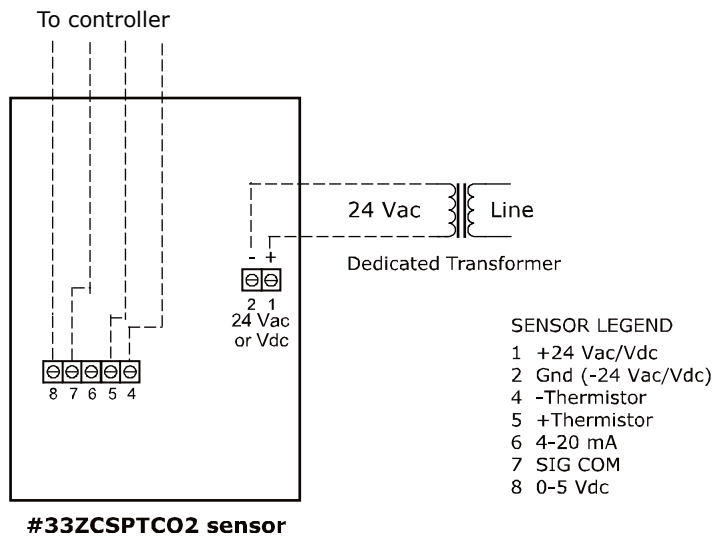 To controller
24 Vac
Line
Dedicated Transformer
- +
2 1
24 Vac
or Vdc
8 7 6 5 4
SENSOR LEGEND
1 +24 Vac/Vdc
2 Gnd (-24 Vac/Vdc)
4 -Thermistor
5 +Thermistor
6 4-20 mA
7 SIG COM
8 0-5 Vdc
#33ZCSPTCO2 sensor